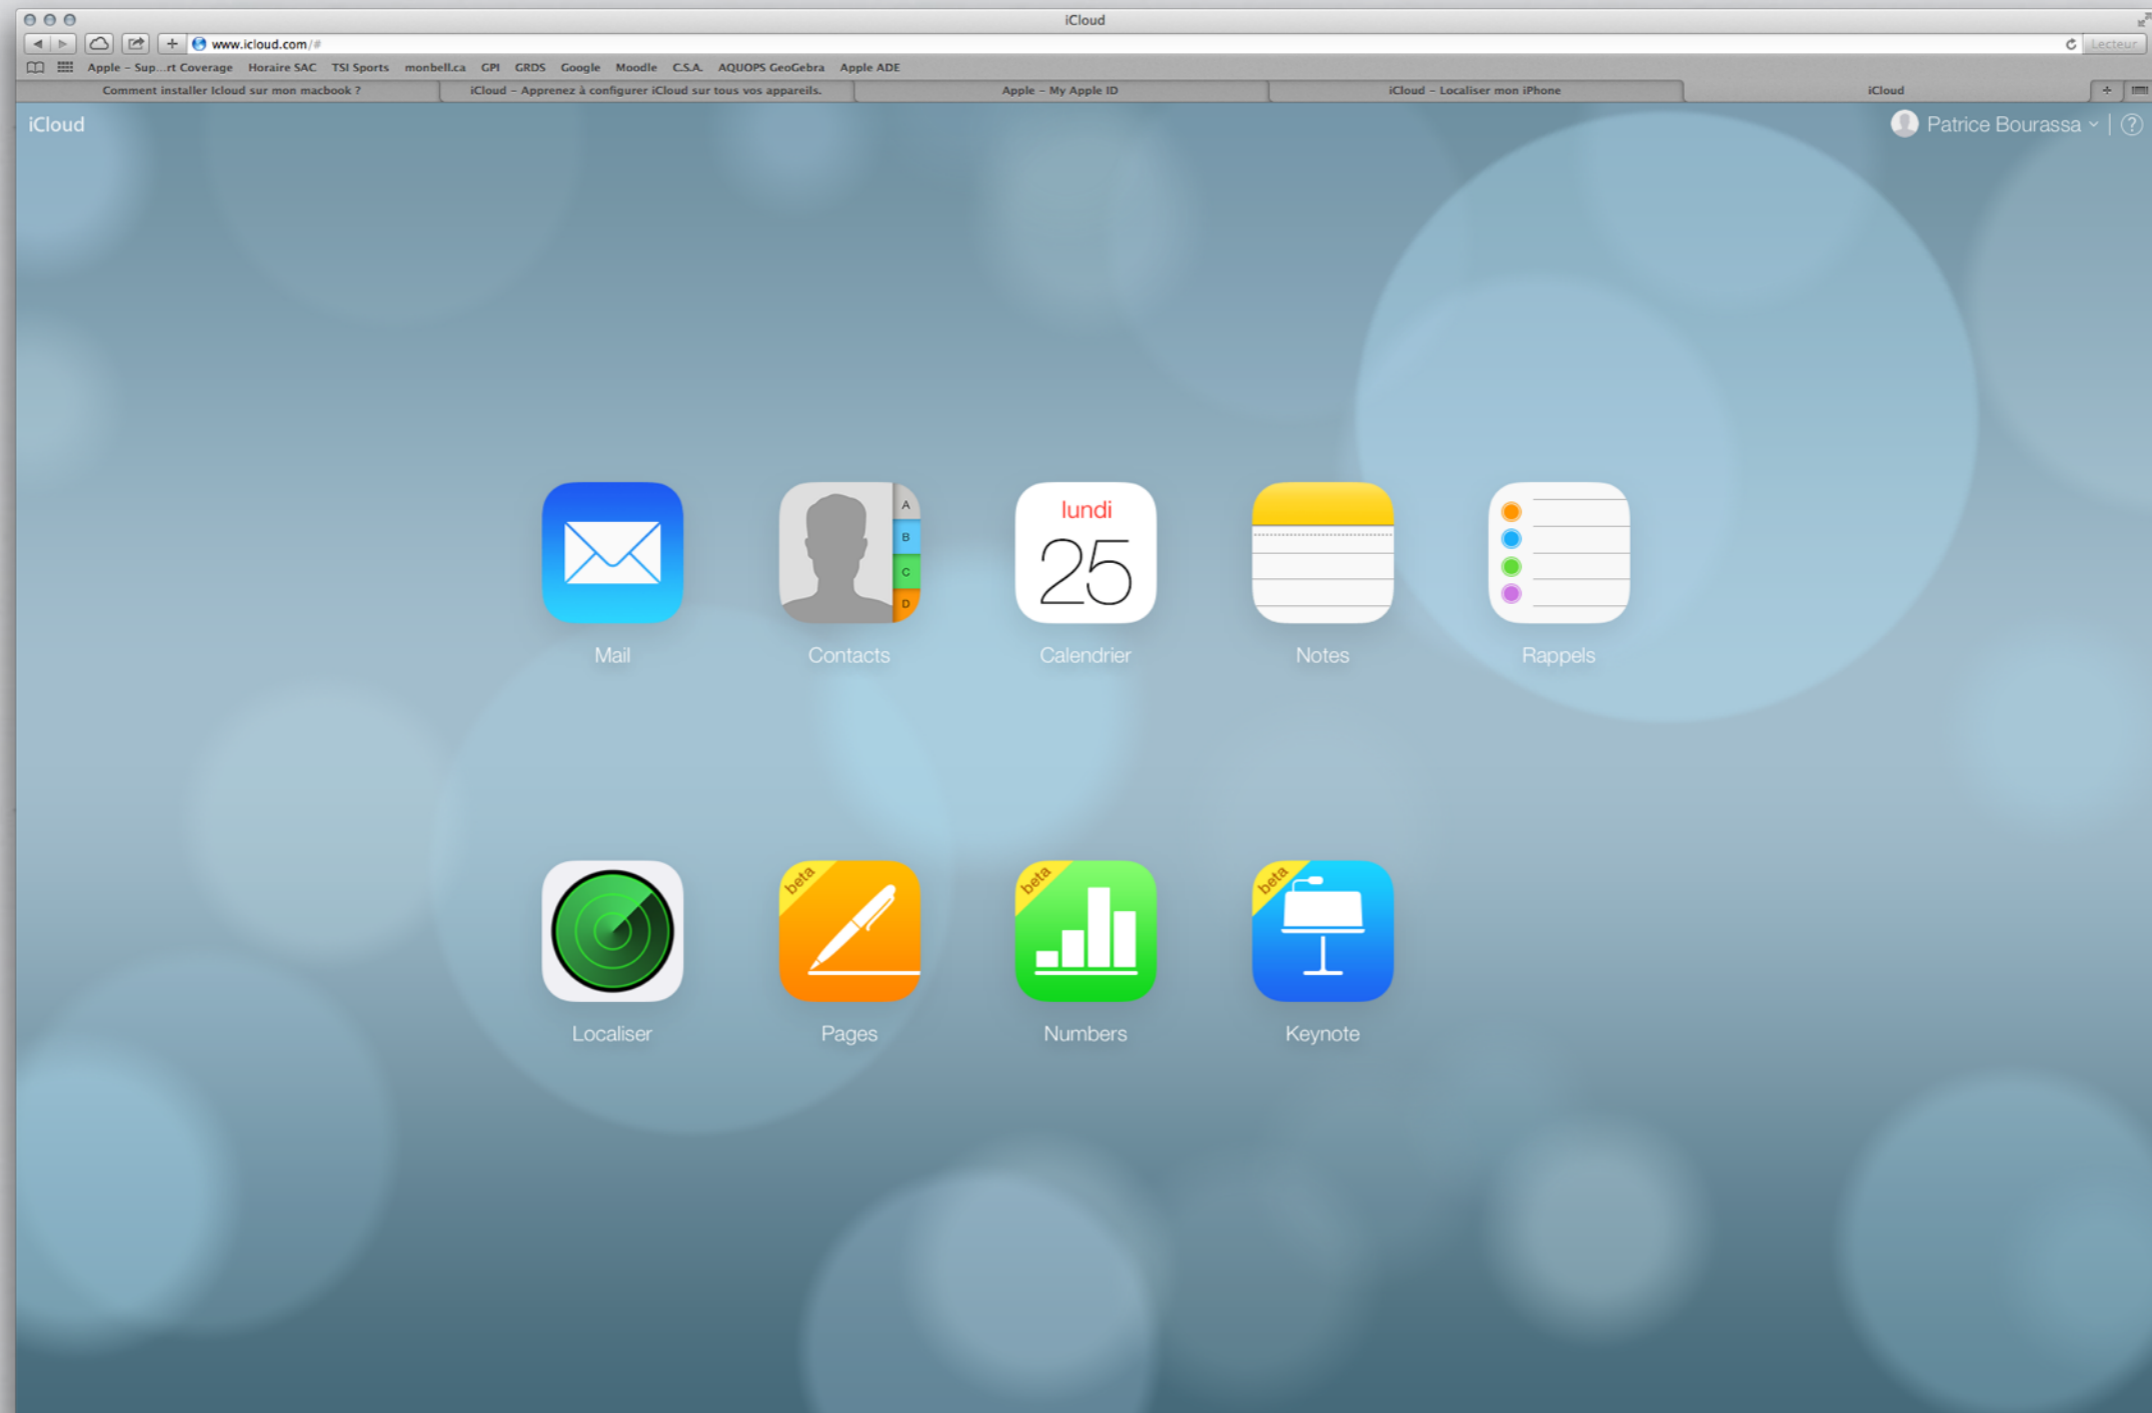 iCloud
www.icloud.com/#
Lecteur
Apple – Sup...rt Coverage Horaire SAC TSI Sports monbell.ca GPI GRDS Google Moodle C.S.A. AQUOPS GeoGebra Apple ADE
Comment installer Icloud sur mon macbook ? iCloud – Apprenez à configurer iCloud sur tous vos appareils. Apple – My Apple ID iCloud – Localiser mon iPhone iCloud
iCloud
Patrice Bourassa
?
A
B
C
D
lundi
25
Mail Contacts Calendrier Notes Rappels
beta beta beta
Localiser Pages Numbers Keynote